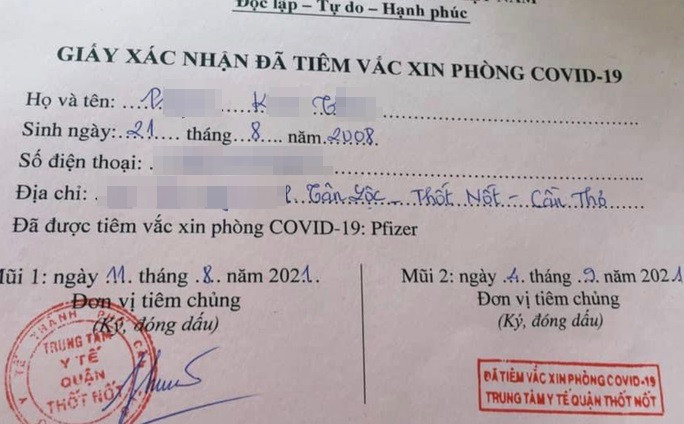 Độc lập – Tự do – Hạnh phúc
GIẤY XÁC NHẬN ĐÃ TIÊM VẮC XIN PHÒNG COVID-19
Họ và tên:
Sinh ngày: 21 tháng 8 năm 2008.
Số điện thoại:
Địa chỉ: P. Tân Lộc – Thốt Nốt – Cần Thơ
Đã được tiêm vắc xin phòng COVID-19: Pfizer
Mũi 1: ngày 11 tháng 8 năm 2021.
Đơn vị tiêm chủng
(Ký, đóng dấu)
TRUNG TÂM
Y TẾ
QUẬN
THỐT NỐT
Mũi 2: ngày 4 tháng 9 năm 2021
Đơn vị tiêm chủng
(Ký, đóng dấu)
ĐÃ TIÊM VẮC XIN PHÒNG COVID-19
TRUNG TÂM Y TẾ QUẬN THỐT NỐT